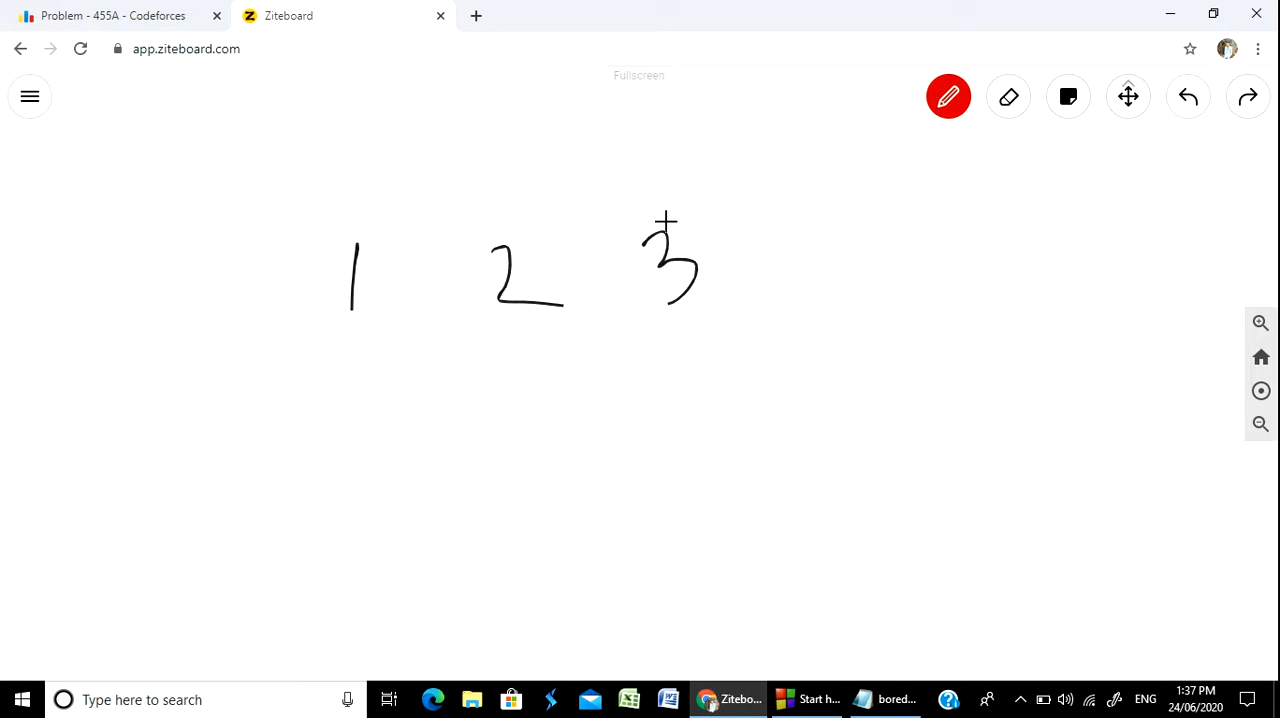 Problem - 455A - Codeforces
Ziteboard
app.ziteboard.com
Fullscreen
1 2 3
Type here to search
Zitebo...
Start h...
bored...
ENG
1:37 PM
24/06/2020